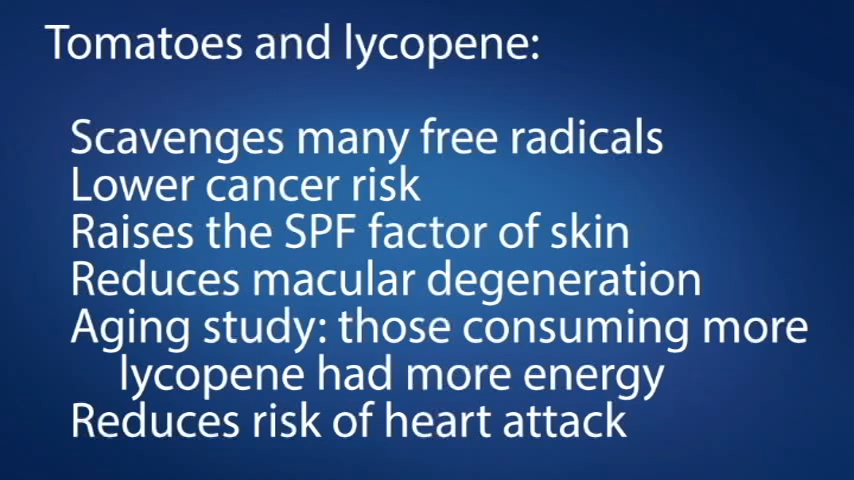 Tomatoes and lycopene:
Scavenges many free radicals
Lower cancer risk
Raises the SPF factor of skin
Reduces macular degeneration
Aging study: those consuming more
lycopene had more energy
Reduces risk of heart attack